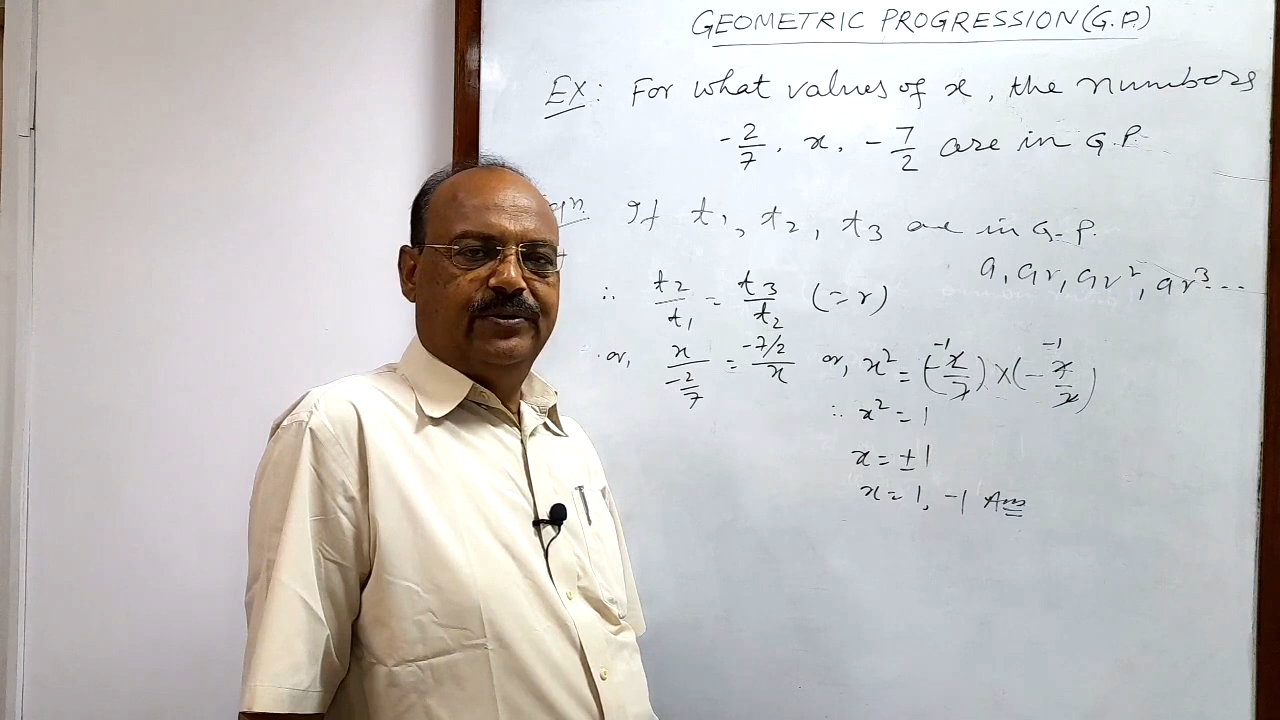 GEOMETRIC PROGRESSION (G.P.)
EX: For what values of x, the numbers
-2/7, x, -7/2 are in G.P.
If t1, t2, t3 are in G.P.
a, ar, ar², ar³...
∴ t2/t1 = t3/t2 (=r)
or, x/(-2/7) = (-7/2)/x or, x² = (-2/7) × (-7/2)
-1 -1
∴ x² = 1
x = ±1
x = 1, -1 Ans